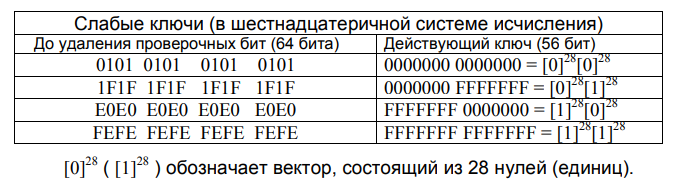 Слабые ключи (в шестнадцатеричной системе исчисления)
До удаления проверочных бит (64 бита) Действующий ключ (56 бит)
0101 0101 0101 0101 0000000 0000000 = [0]²⁸[0]²⁸
1F1F 1F1F 1F1F 1F1F 0000000 FFFFFFF = [0]²⁸[1]²⁸
E0E0 E0E0 E0E0 E0E0 FFFFFFF 0000000 = [1]²⁸[0]²⁸
FEFE FEFE FEFE FEFE FFFFFFF FFFFFFF = [1]²⁸[1]²⁸
[0]²⁸ ( [1]²⁸ ) обозначает вектор, состоящий из 28 нулей (единиц).